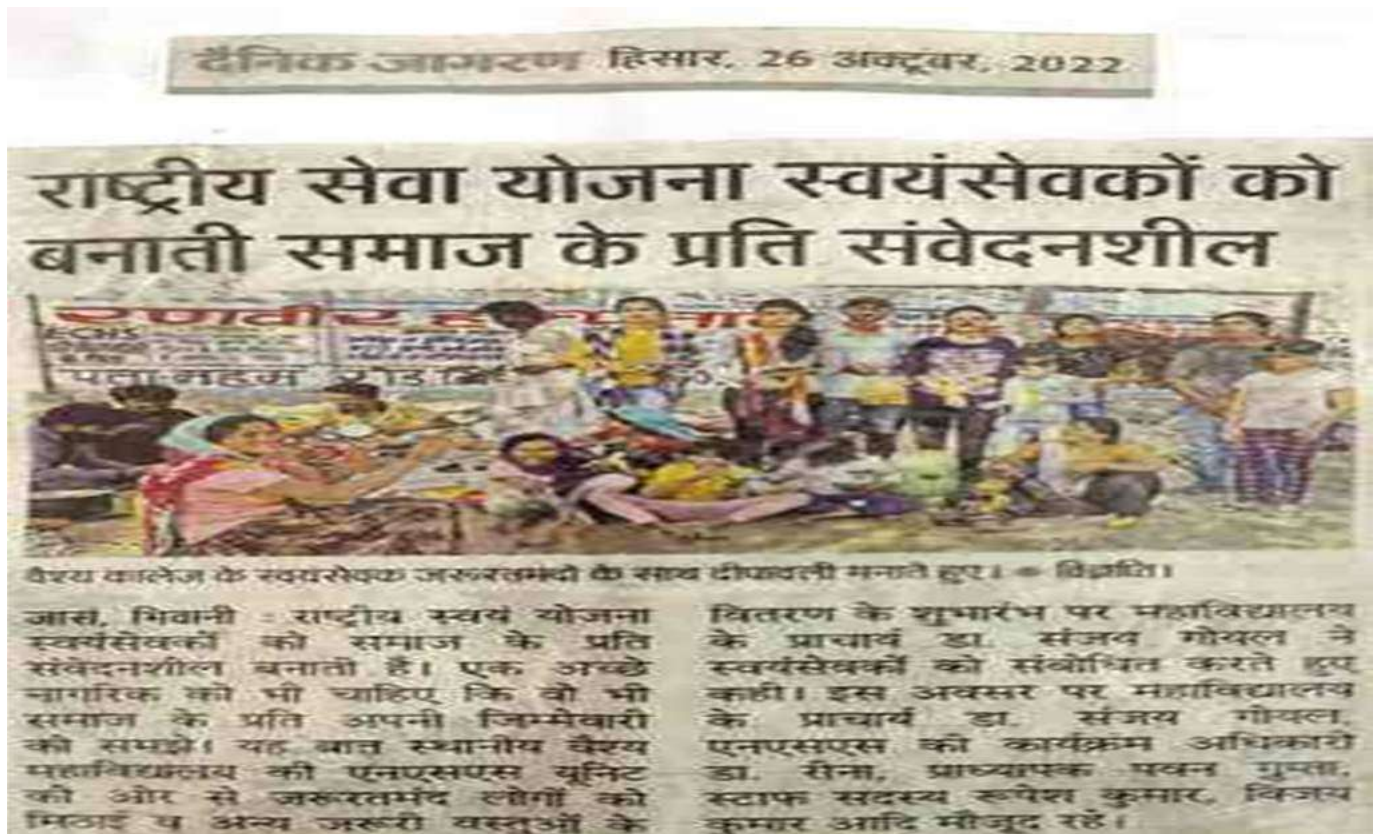 दैनिक जागरण हिसार, 26 अक्टूबर, 2022
राष्ट्रीय सेवा योजना स्वयंसेवकों को
बनाती समाज के प्रति संवेदनशील
पता महम रोड
वैश्य कालेज के स्वयंसेवक जरूरतमंदों के साथ दीपावली मनाते हुए। ● विज्ञप्ति।
जासं, भिवानी : राष्ट्रीय स्वयं योजना
स्वयंसेवकों को समाज के प्रति
संवेदनशील बनाती है। एक अच्छे
नागरिक को भी चाहिए कि वो भी
समाज के प्रति अपनी जिम्मेवारी
को समझे। यह बात स्थानीय वैश्य
महाविद्यालय की एनएसएस यूनिट
की ओर से जरूरतमंद लोगों को
मिठाई व अन्य जरूरी वस्तुओं के
वितरण के शुभारंभ पर महाविद्यालय
के प्राचार्य डा. संजय गोयल ने
स्वयंसेवकों को संबोधित करते हुए
कही। इस अवसर पर महाविद्यालय
के प्राचार्य डा. संजय गोयल,
एनएसएस की कार्यक्रम अधिकारी
डा. रीना, प्राध्यापक पवन गुप्ता,
स्टाफ सदस्य रूपेश कुमार, विजय
कुमार आदि मौजूद रहे।